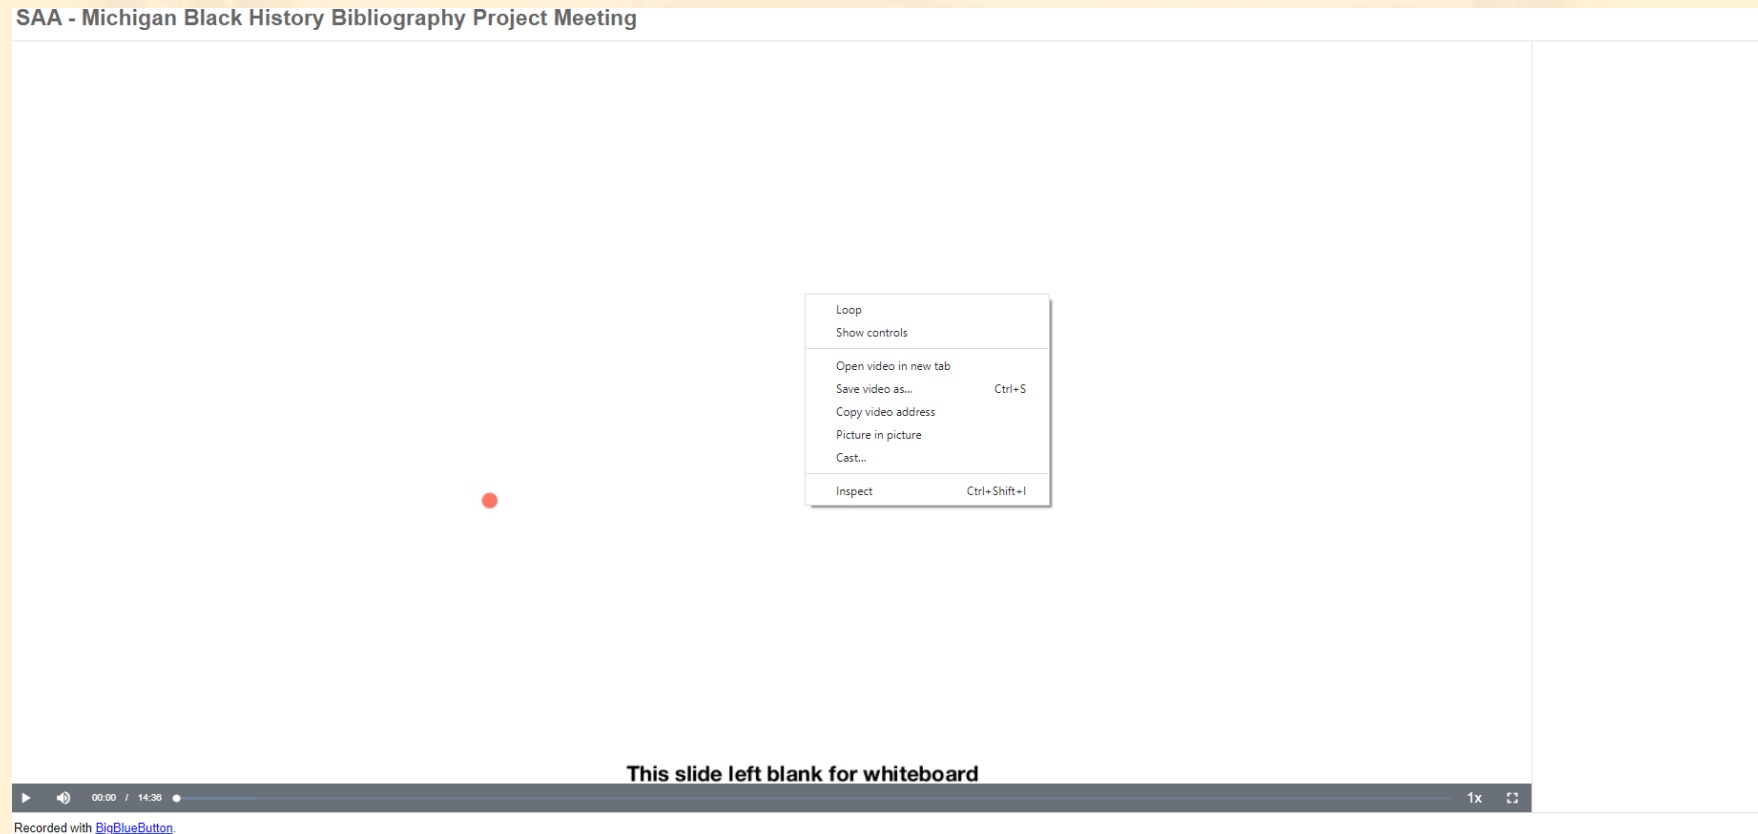 SAA - Michigan Black History Bibliography Project Meeting
Loop
Show controls
Open video in new tab
Save video as... Ctrl+S
Copy video address
Picture in picture
Cast...
Inspect Ctrl+Shift+I
This slide left blank for whiteboard
00:00 / 14:36 1x
Recorded with BigBlueButton.